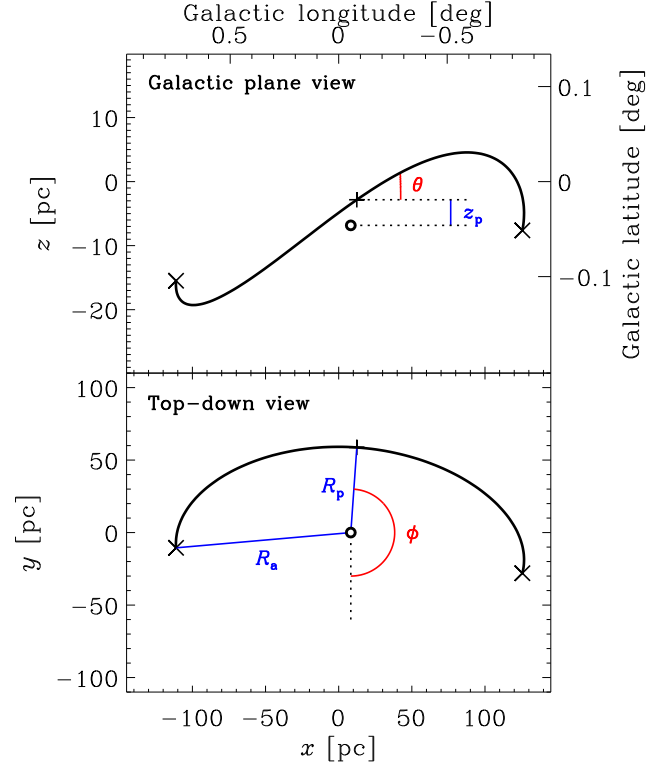 Galactic longitude [deg]
0.5 0 −0.5
Galactic plane view
10
0
−10
−20
z [pc]
0.1
0
−0.1
Galactic latitude [deg]
θ
z_p
Top−down view
100
50
0
−50
−100
y [pc]
R_p
R_a
ϕ
−100 −50 0 50 100
x [pc]